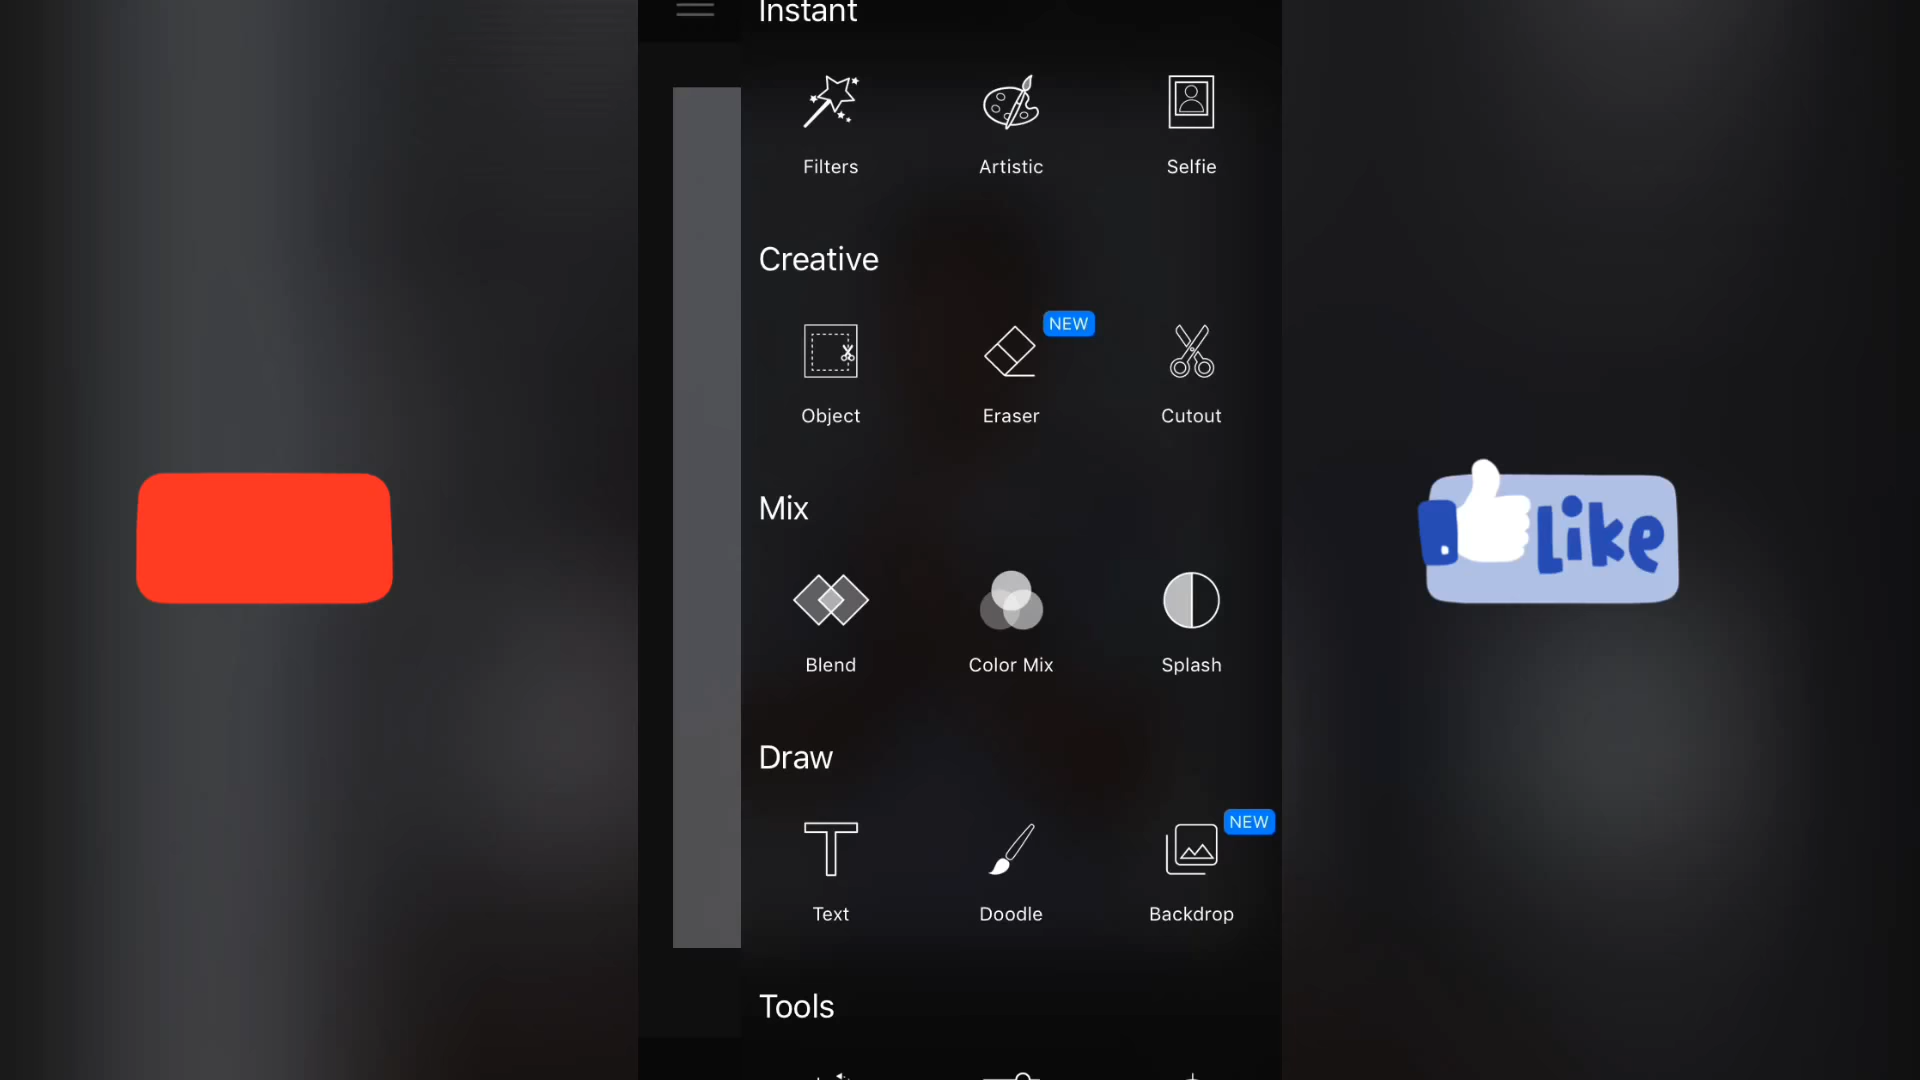 Instant
Filters
Artistic
Selfie
Creative
NEW
Object
Eraser
Cutout
Mix
Blend
Color Mix
Splash
Like
Draw
NEW
Text
Doodle
Backdrop
Tools